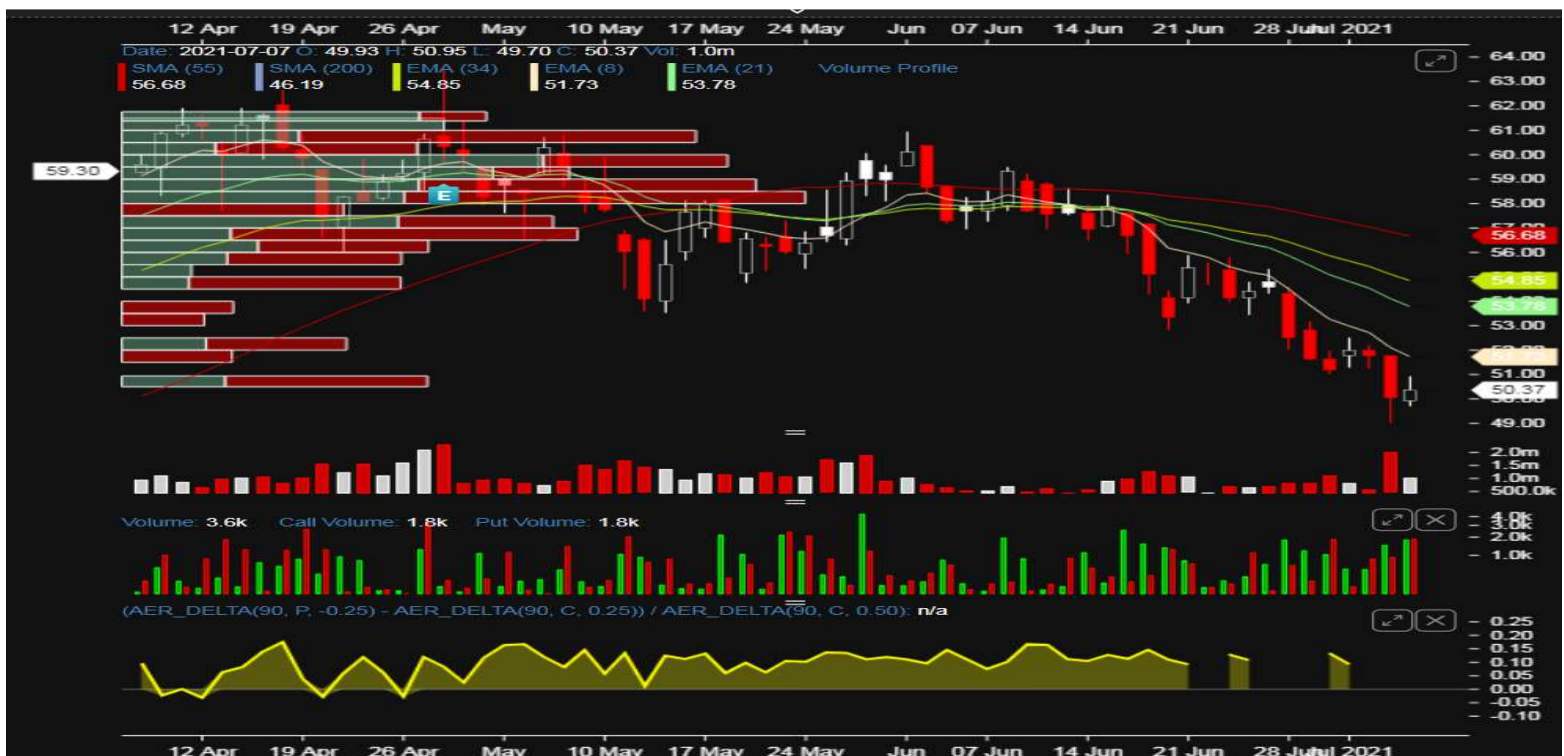 12 Apr 19 Apr 26 Apr May 10 May 17 May 24 May Jun 07 Jun 14 Jun 21 Jun 28 Jun Jul 2021
Date: 2021-07-07 O: 49.93 H: 50.95 L: 49.70 C: 50.37 Vol: 1.0m
SMA (55) SMA (200) EMA (34) EMA (8) EMA (21) Volume Profile
56.68 46.19 54.85 51.73 53.78
64.00
63.00
62.00
61.00
60.00
59.30
59.00
58.00
56.68
56.00
54.85
53.78
53.00
51.73
51.00
50.37
49.00
E
2.0m
1.5m
1.0m
500.0k
Volume: 3.6k Call Volume: 1.8k Put Volume: 1.8k
4.0k
3.0k
2.0k
1.0k
(AER_DELTA(90, P, -0.25) - AER_DELTA(90, C, 0.25)) / AER_DELTA(90, C, 0.50): n/a
0.25
0.20
0.15
0.10
0.05
0.00
-0.05
-0.10
12 Apr 19 Apr 26 Apr May 10 May 17 May 24 May Jun 07 Jun 14 Jun 21 Jun 28 Jun Jul 2021